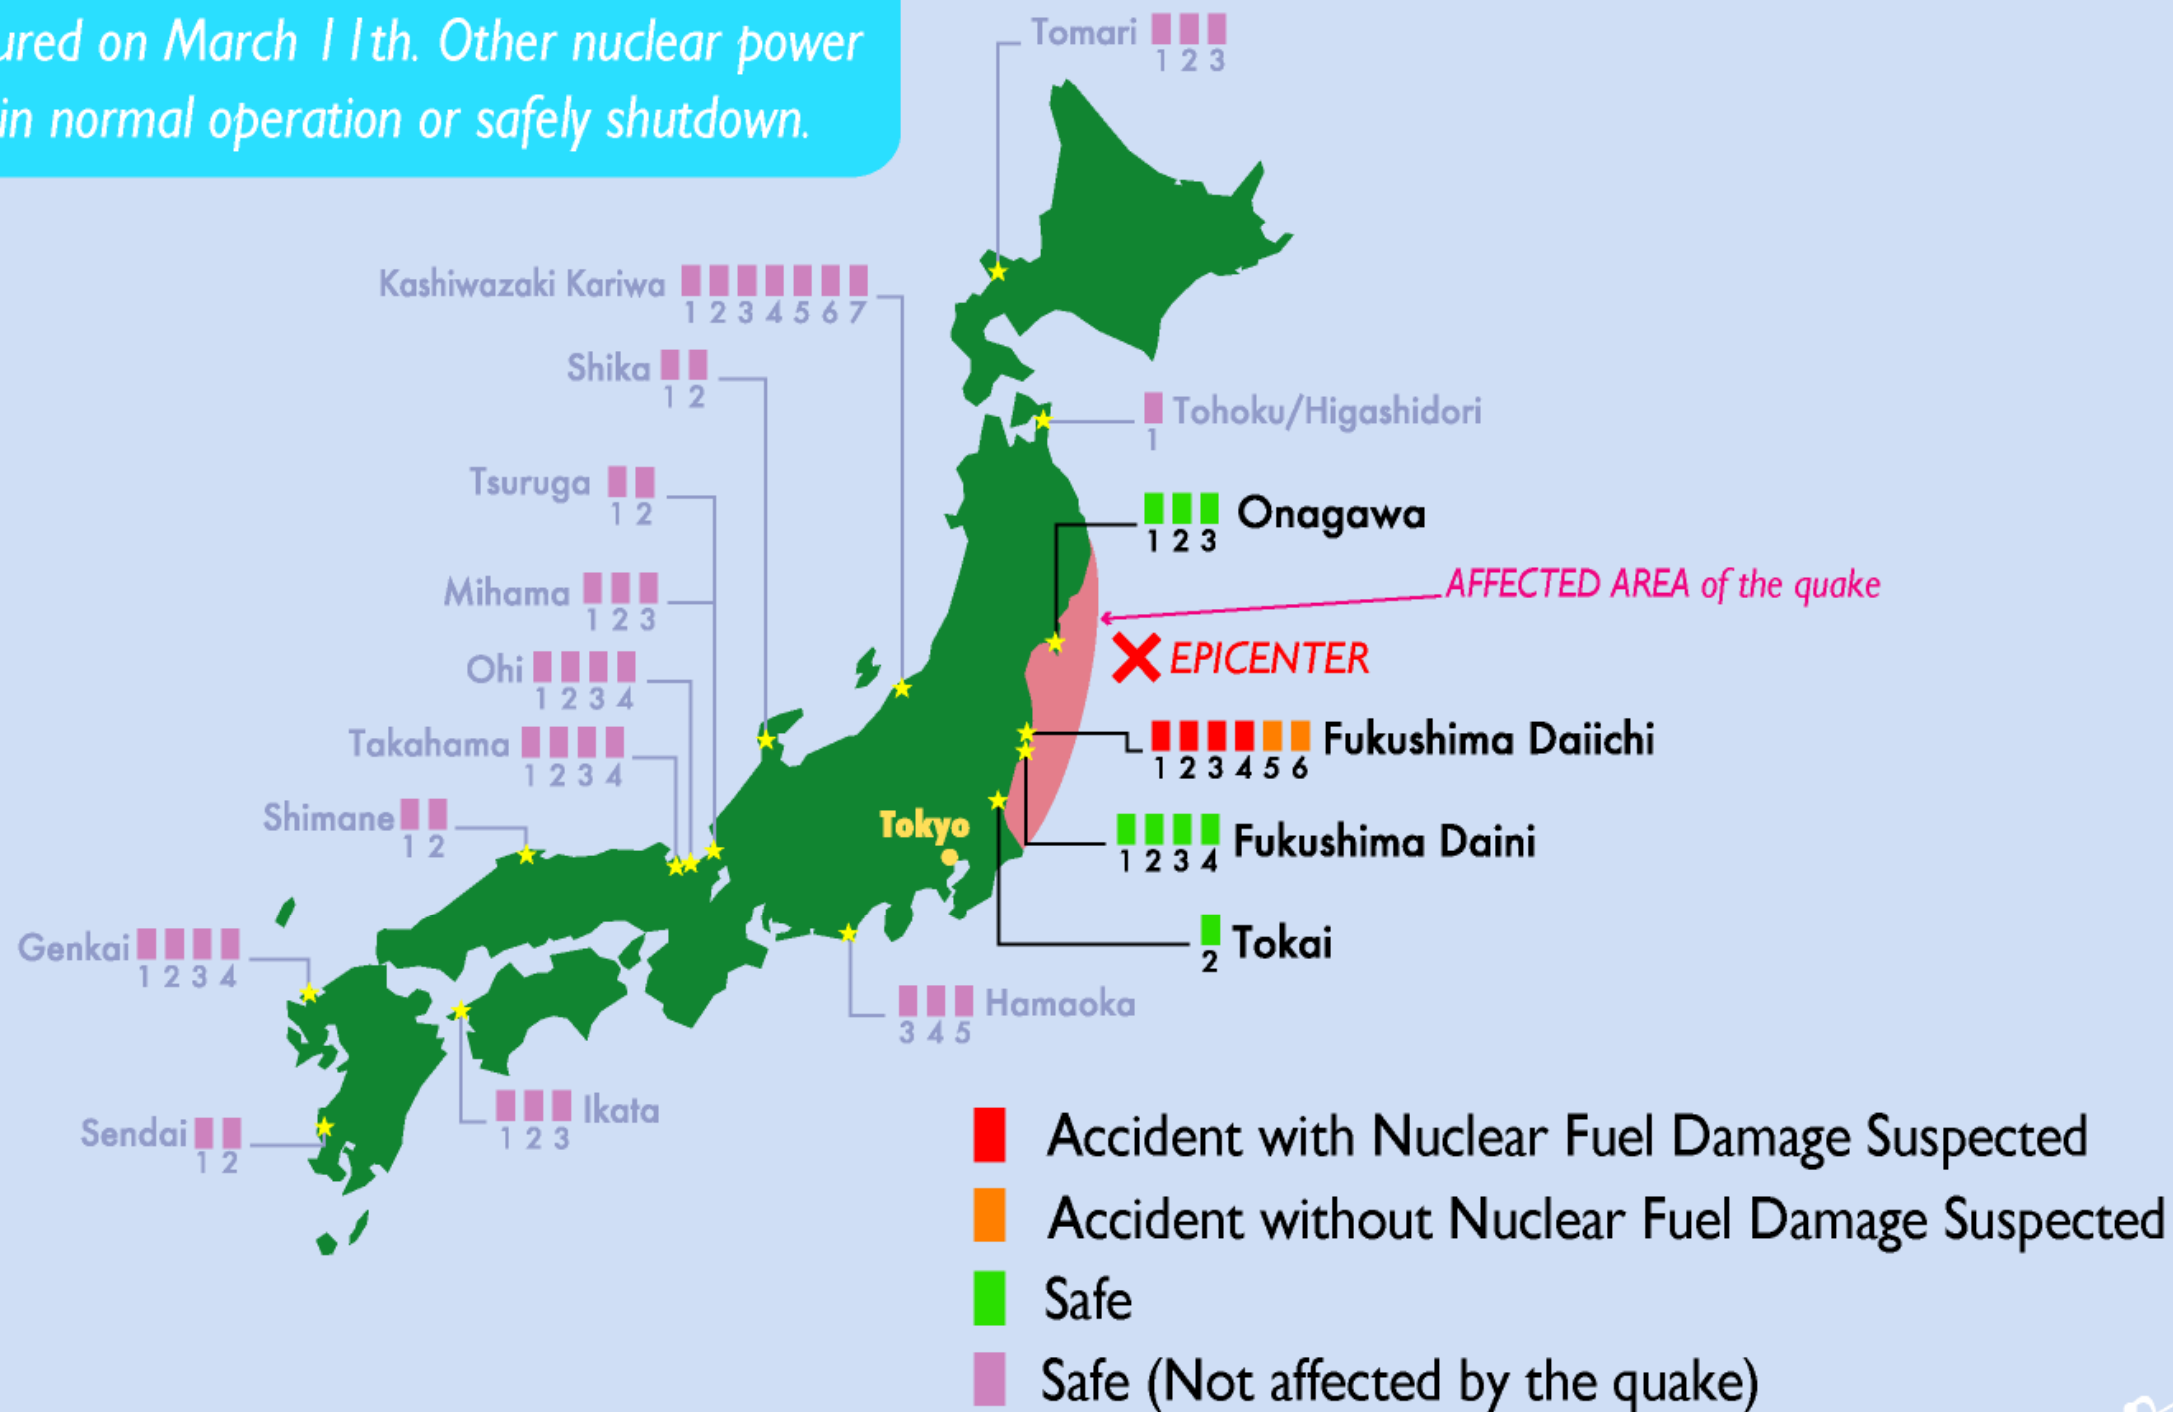 ured on March 11th. Other nuclear power
in normal operation or safely shutdown.
Tomari
1 2 3
Kashiwazaki Kariwa
1 2 3 4 5 6 7
Shika
1 2
Tohoku/Higashidori
1
Tsuruga
1 2
Onagawa
1 2 3
Mihama
1 2 3
AFFECTED AREA of the quake
EPICENTER
Ohi
1 2 3 4
Takahama
1 2 3 4
Fukushima Daiichi
1 2 3 4 5 6
Shimane
1 2
Tokyo
Fukushima Daini
1 2 3 4
Genkai
1 2 3 4
Tokai
2
Hamaoka
3 4 5
Ikata
1 2 3
Sendai
1 2
Accident with Nuclear Fuel Damage Suspected
Accident without Nuclear Fuel Damage Suspected
Safe
Safe (Not affected by the quake)